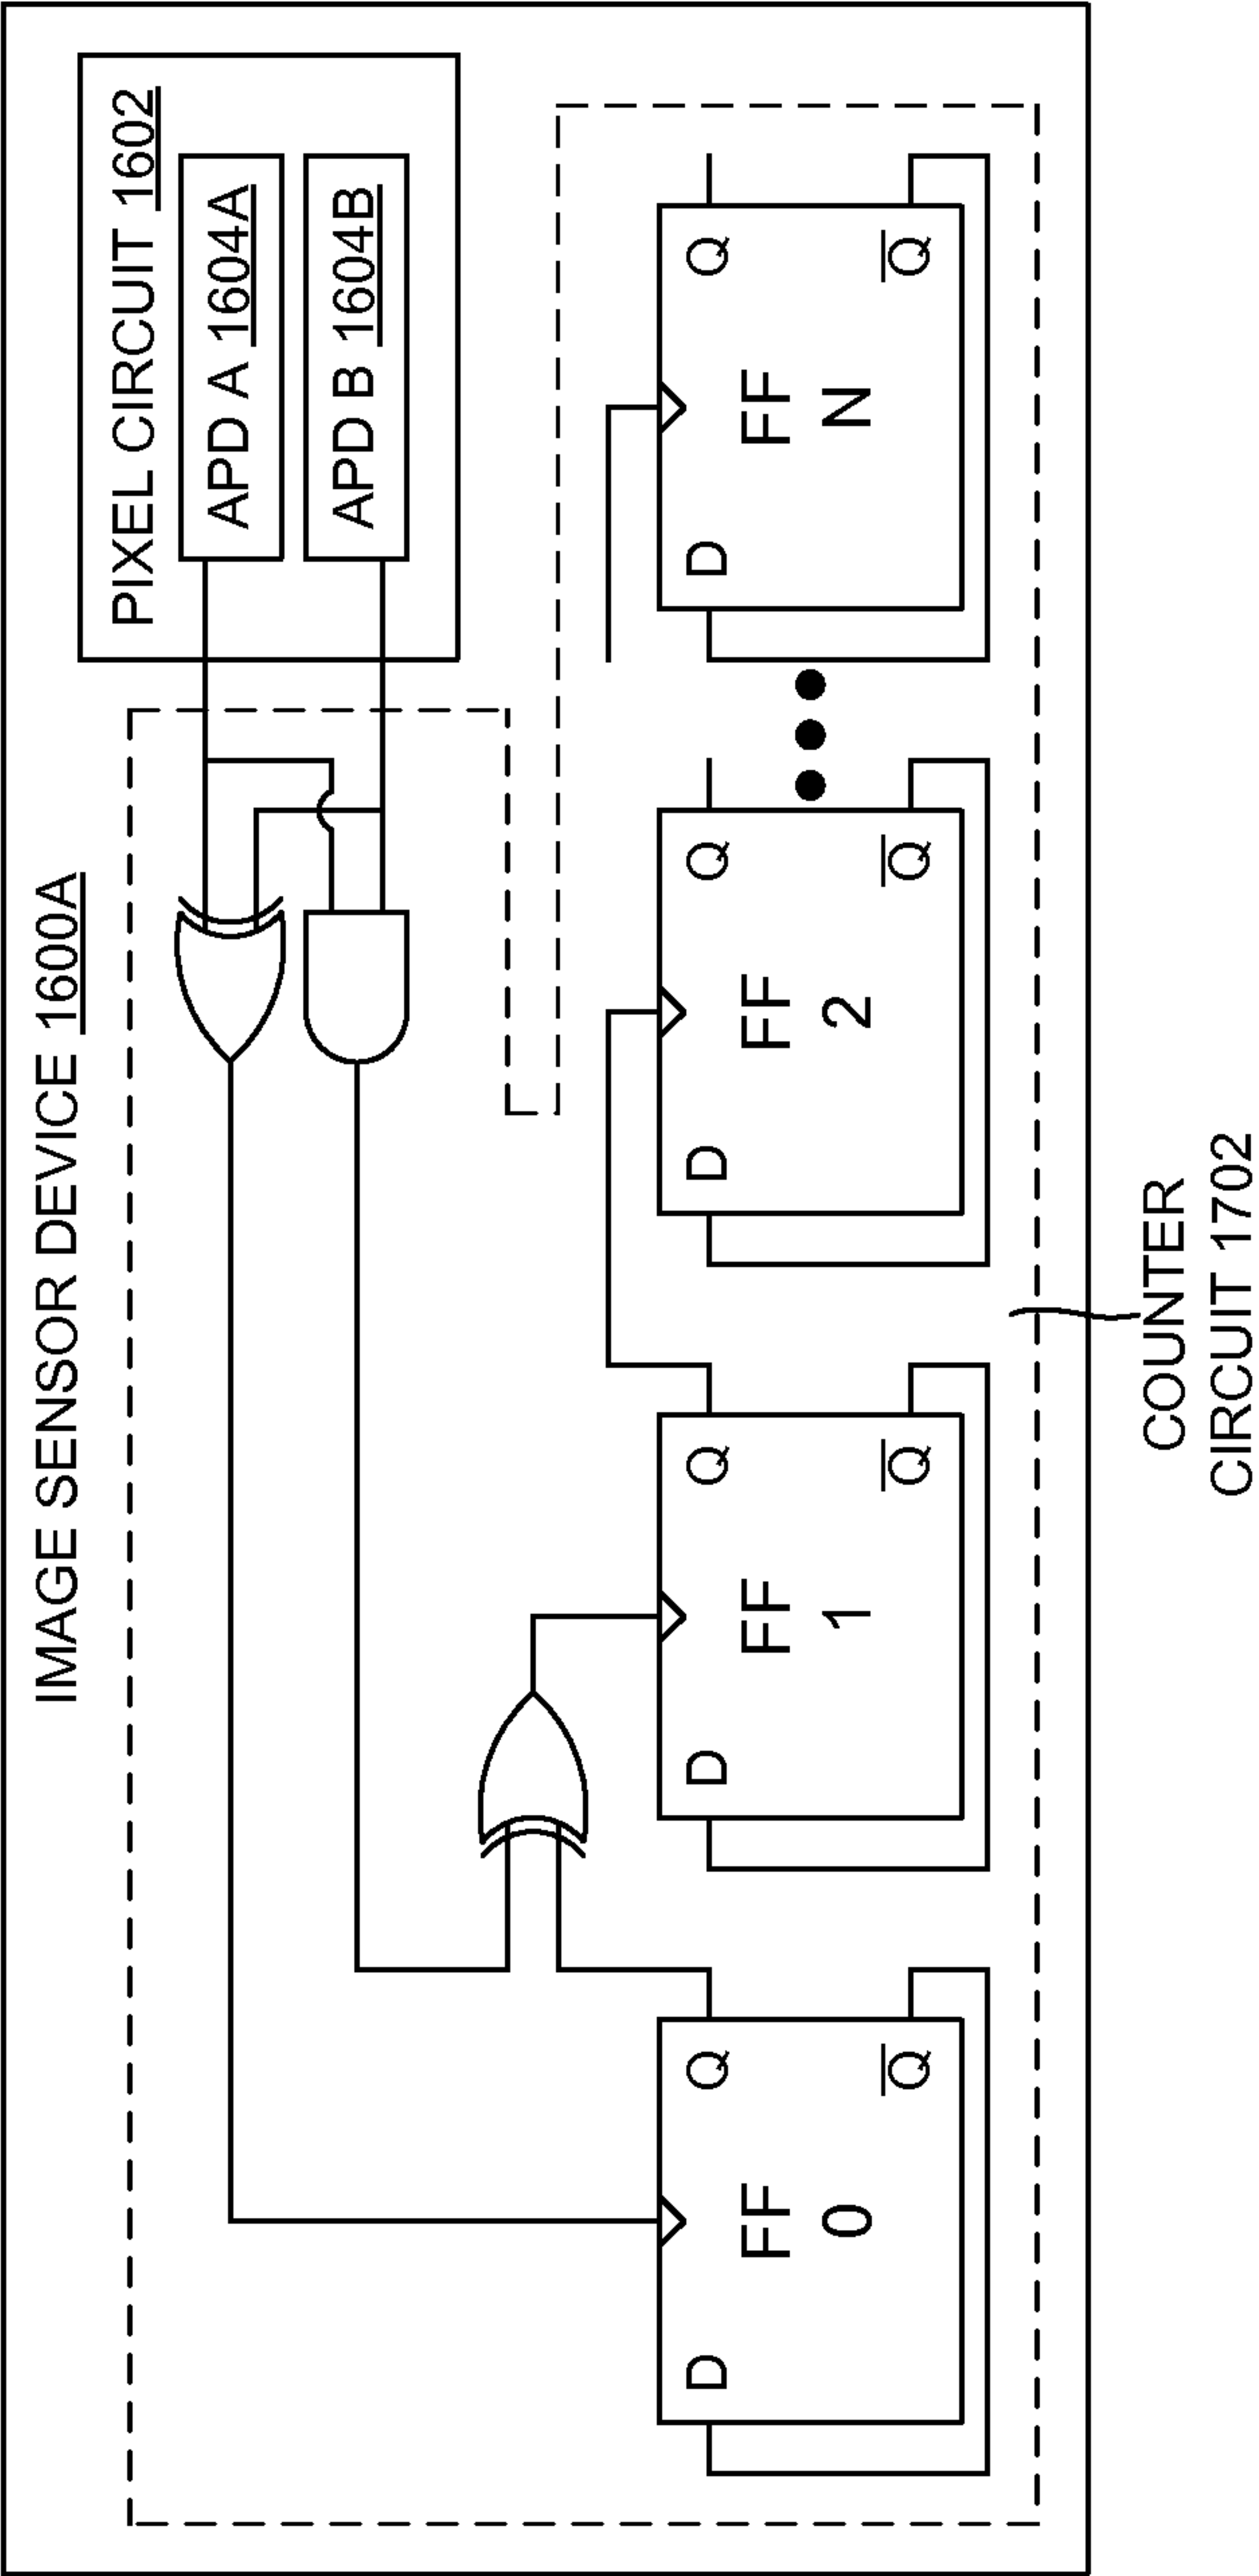 IMAGE SENSOR DEVICE 1600A
PIXEL CIRCUIT 1602
APD A 1604A
APD B 1604B
D
Q
FF
0
Q
D
Q
FF
1
Q
D
Q
FF
2
Q
D
Q
FF
N
Q
COUNTER
CIRCUIT 1702